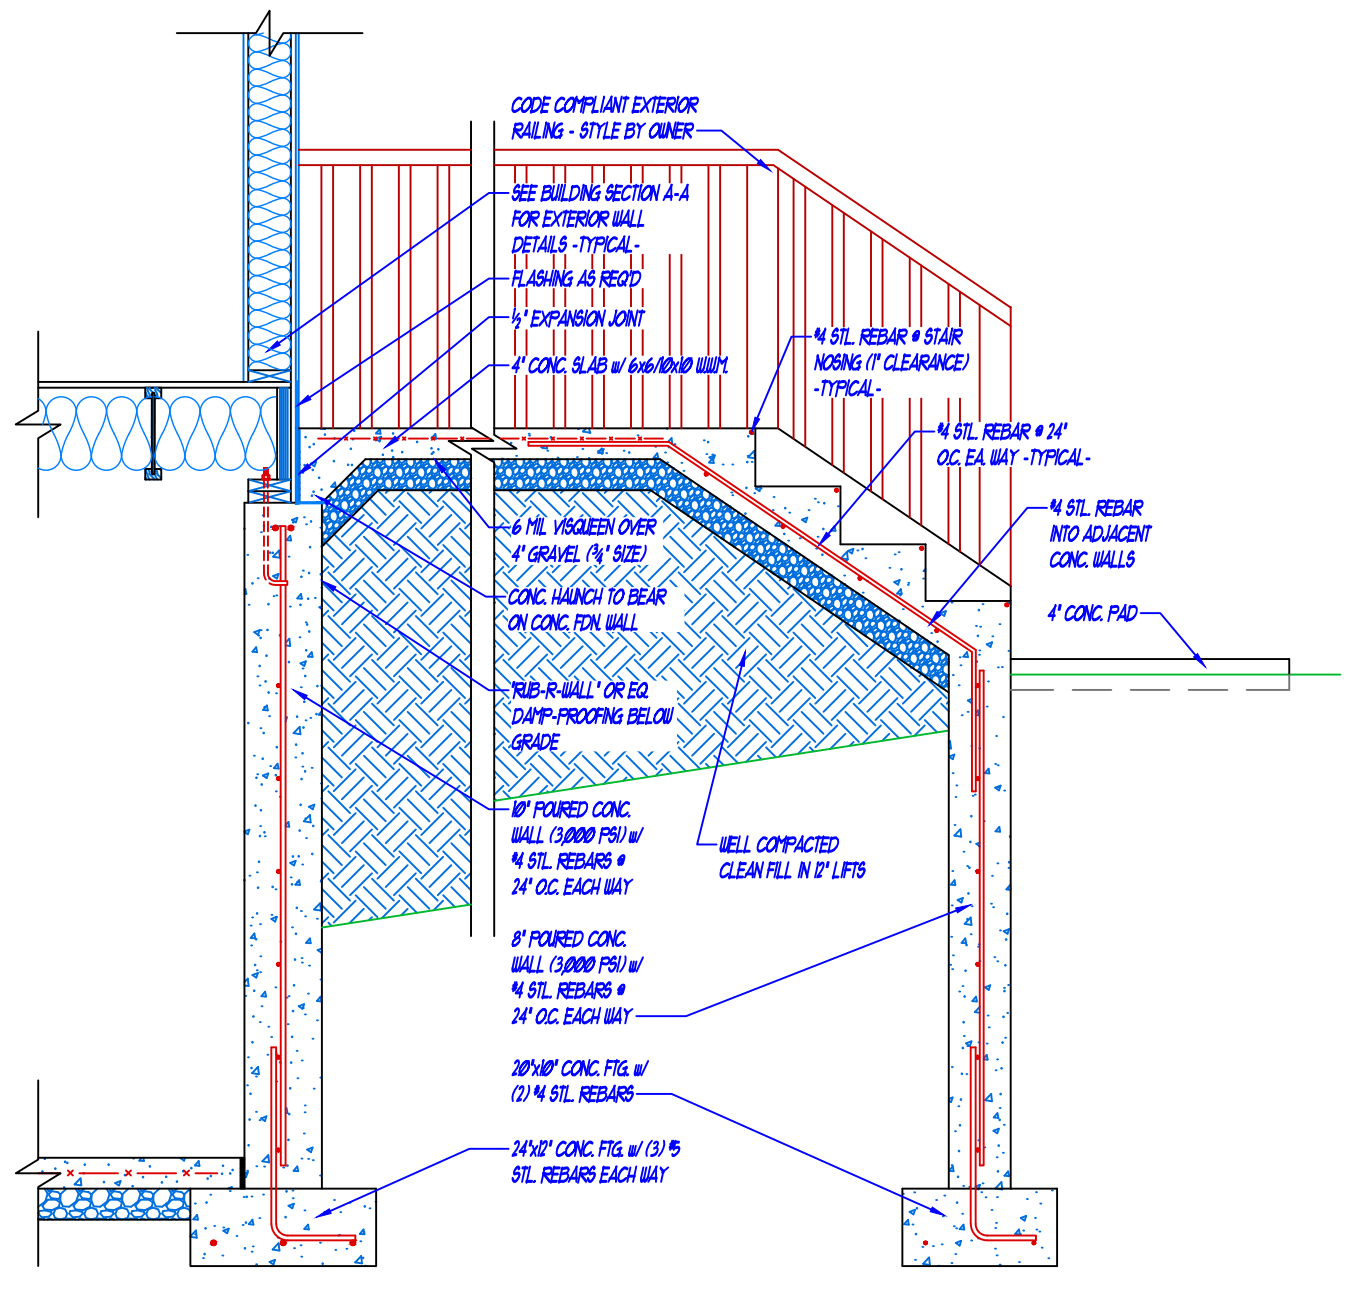 CODE COMPLIANT EXTERIOR
RAILING - STYLE BY OWNER
SEE BUILDING SECTION A-A
FOR EXTERIOR WALL
DETAILS -TYPICAL-
FLASHING AS REQ'D
½" EXPANSION JOINT
4" CONC. SLAB w/ 6x6/10x10 WWM.
#4 STL. REBAR @ STAIR
NOSING (1" CLEARANCE)
-TYPICAL-
#4 STL. REBAR @ 24"
O.C. EA. WAY -TYPICAL-
#4 STL. REBAR
INTO ADJACENT
CONC. WALLS
4" CONC. PAD
6 MIL VISQUEEN OVER
4" GRAVEL (¾" SIZE)
CONC. HAUNCH TO BEAR
ON CONC. FDN. WALL
"RUB-R-WALL" OR EQ.
DAMP-PROOFING BELOW
GRADE
10" POURED CONC.
WALL (3,000 PSI) w/
#4 STL. REBARS @
24" O.C. EACH WAY
WELL COMPACTED
CLEAN FILL IN 12" LIFTS
8" POURED CONC.
WALL (3,000 PSI) w/
#4 STL. REBARS @
24" O.C. EACH WAY
20"x10" CONC. FTG. w/
(2) #4 STL. REBARS
24"x12" CONC. FTG. w/ (3) #5
STL. REBARS EACH WAY